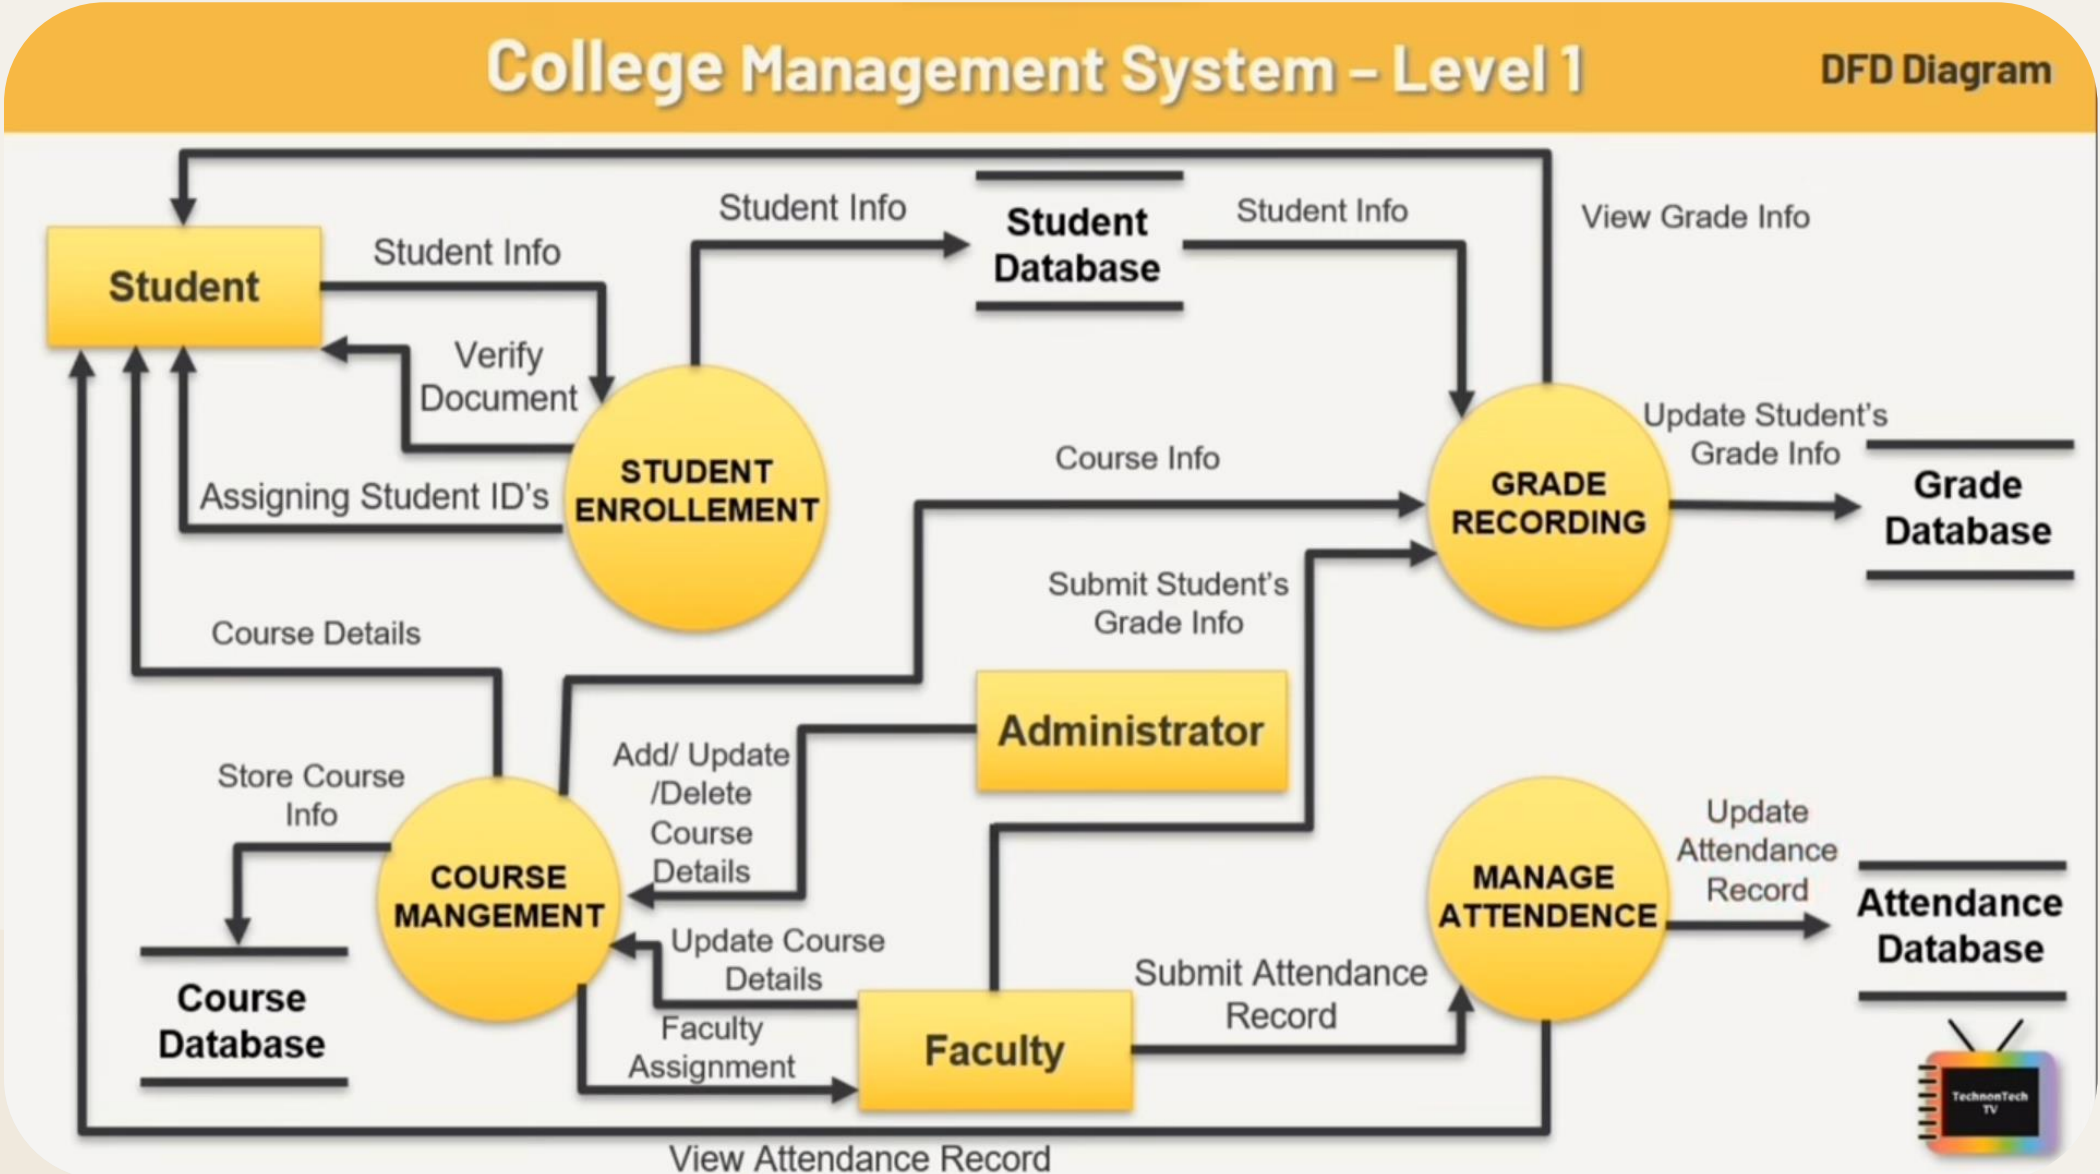 College Management System – Level 1
DFD Diagram
Student Info
Student
Database
Student Info
View Grade Info
Student
Student Info
Verify
Document
Assigning Student ID's
STUDENT
ENROLLEMENT
Course Info
GRADE
RECORDING
Update Student's
Grade Info
Grade
Database
Submit Student's
Grade Info
Course Details
Administrator
Add/ Update
/Delete
Course
Details
Store Course
Info
COURSE
MANGEMENT
MANAGE
ATTENDENCE
Update
Attendance
Record
Attendance
Database
Update Course
Details
Submit Attendance
Record
Course
Database
Faculty
Assignment
Faculty
TechnonTech
TV
View Attendance Record